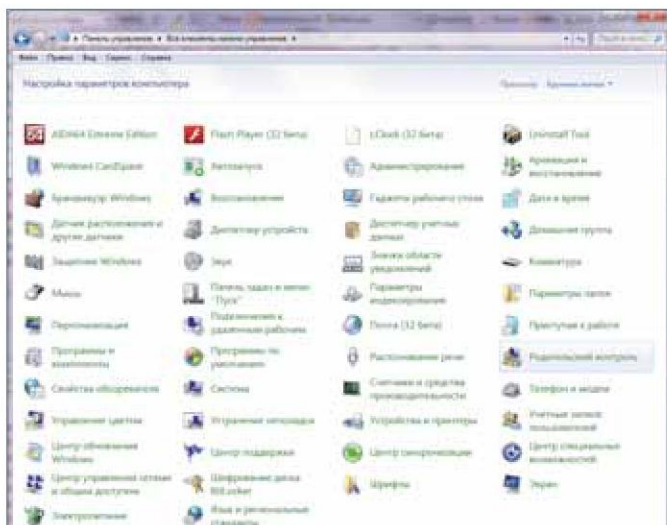 Панель управления Все элементы панели управления
Файл Правка Вид Сервис Справка
Настройка параметров компьютера
Просмотр: Крупные значки
AIDA64 Extreme Edition
Flash Player (32 бита)
LClock (32 бита)
Uninstall Tool
Windows CardSpace
Автозапуск
Администрирование
Архивация и
восстановление
Брандмауэр Windows
Восстановление
Гаджеты рабочего стола
Дата и время
Датчик расположения и
другие датчики
Диспетчер устройств
Диспетчер учетных
данных
Домашняя группа
Защитник Windows
Звук
Значки области
уведомлений
Клавиатура
Мышь
Панель задач и меню
"Пуск"
Параметры
индексирования
Параметры папок
Персонализация
Подключения к
удаленным рабочим
Почта (32 бита)
Приступая к работе
Программы и
компоненты
Программы по
умолчанию
Распознавание речи
Родительский контроль
Свойства обозревателя
Система
Счетчики и средства
производительности
Телефон и модем
Управление цветом
Устранение неполадок
Устройства и принтеры
Учетные записи
пользователей
Центр обновления
Windows
Центр поддержки
Центр синхронизации
Центр специальных
возможностей
Центр управления сетями
и общим доступом
Шифрование диска
BitLocker
Шрифты
Экран
Электропитание
Язык и региональные
стандарты